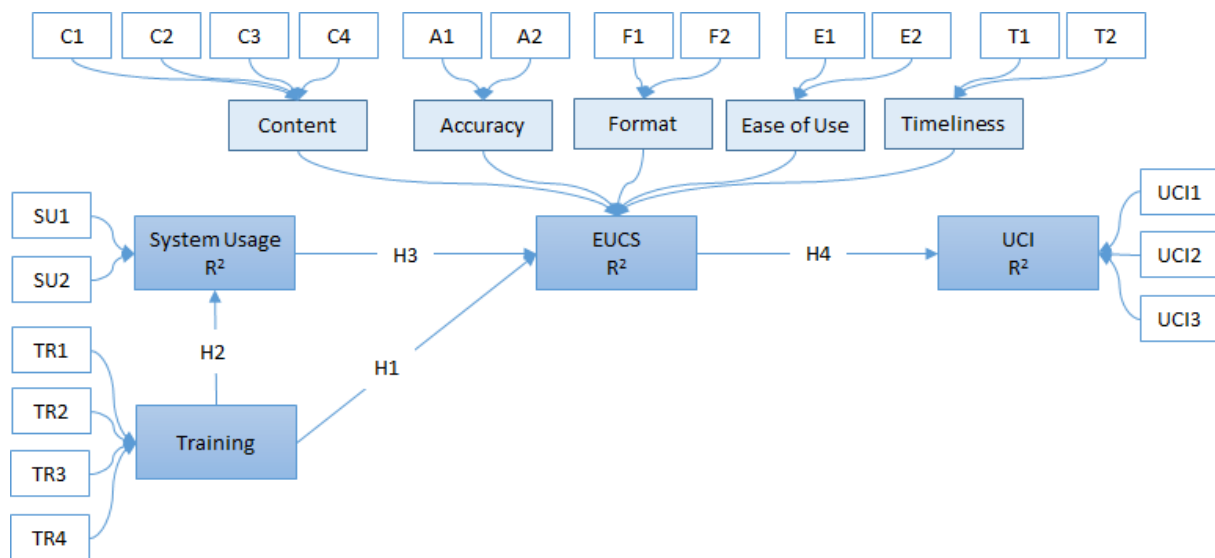 C1
C2
C3
C4
A1
A2
F1
F2
E1
E2
T1
T2
Content
Accuracy
Format
Ease of Use
Timeliness
SU1
SU2
System Usage
R²
H3
EUCS
R²
H4
UCI
R²
UCI1
UCI2
UCI3
H2
H1
TR1
TR2
TR3
TR4
Training